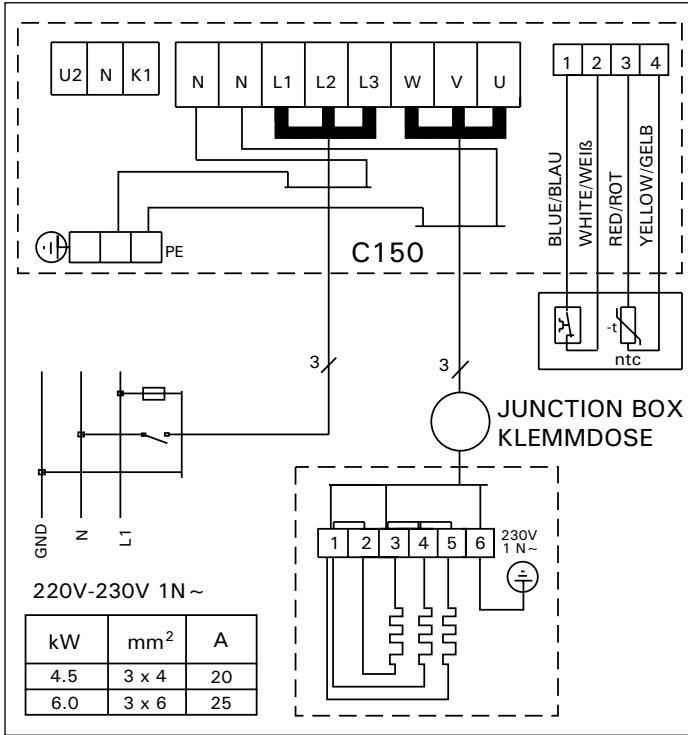 U2 N K1
N N L1 L2 L3 W V U
1 2 3 4
BLUE/BLAU
WHITE/WEIß
RED/ROT
YELLOW/GELB
PE
C150
-t
ntc
3
3
JUNCTION BOX
KLEMMDOSE
GND
N
L1
1 2 3 4 5 6
230V
1 N~
220V-230V 1N~
kW mm² A
4.5 3 x 4 20
6.0 3 x 6 25